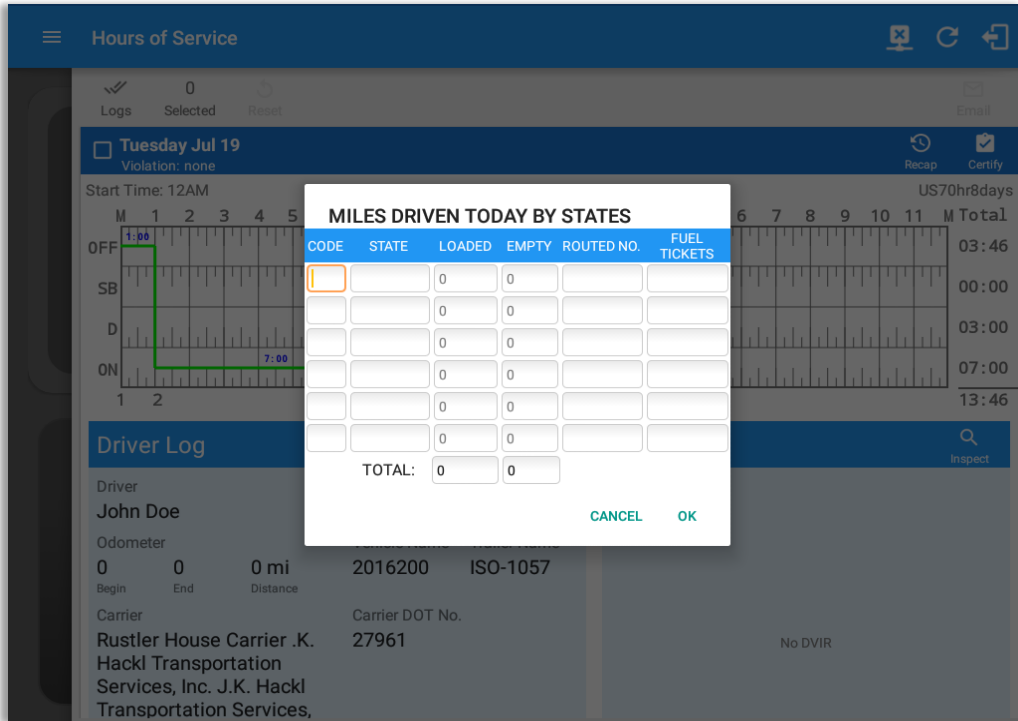 Hours of Service
0
Logs Selected Reset Email
Tuesday Jul 19
Violation: none
Recap Certify
Start Time: 12AM US70hr8days
M 1 2 3 4 5 6 7 8 9 10 11 M Total
OFF 1:00 03:46
SB 00:00
D 03:00
ON 7:00 07:00
1 2 13:46
MILES DRIVEN TODAY BY STATES
CODE STATE LOADED EMPTY ROUTED NO. FUEL TICKETS
0 0
0 0
0 0
0 0
0 0
0 0
TOTAL: 0 0
CANCEL OK
Driver Log
Inspect
Driver
John Doe
Odometer
0 0 0 mi 2016200 ISO-1057
Begin End Distance
Carrier Carrier DOT No.
Rustler House Carrier .K. 27961
Hackl Transportation
Services, Inc. J.K. Hackl
Transportation Services,
No DVIR